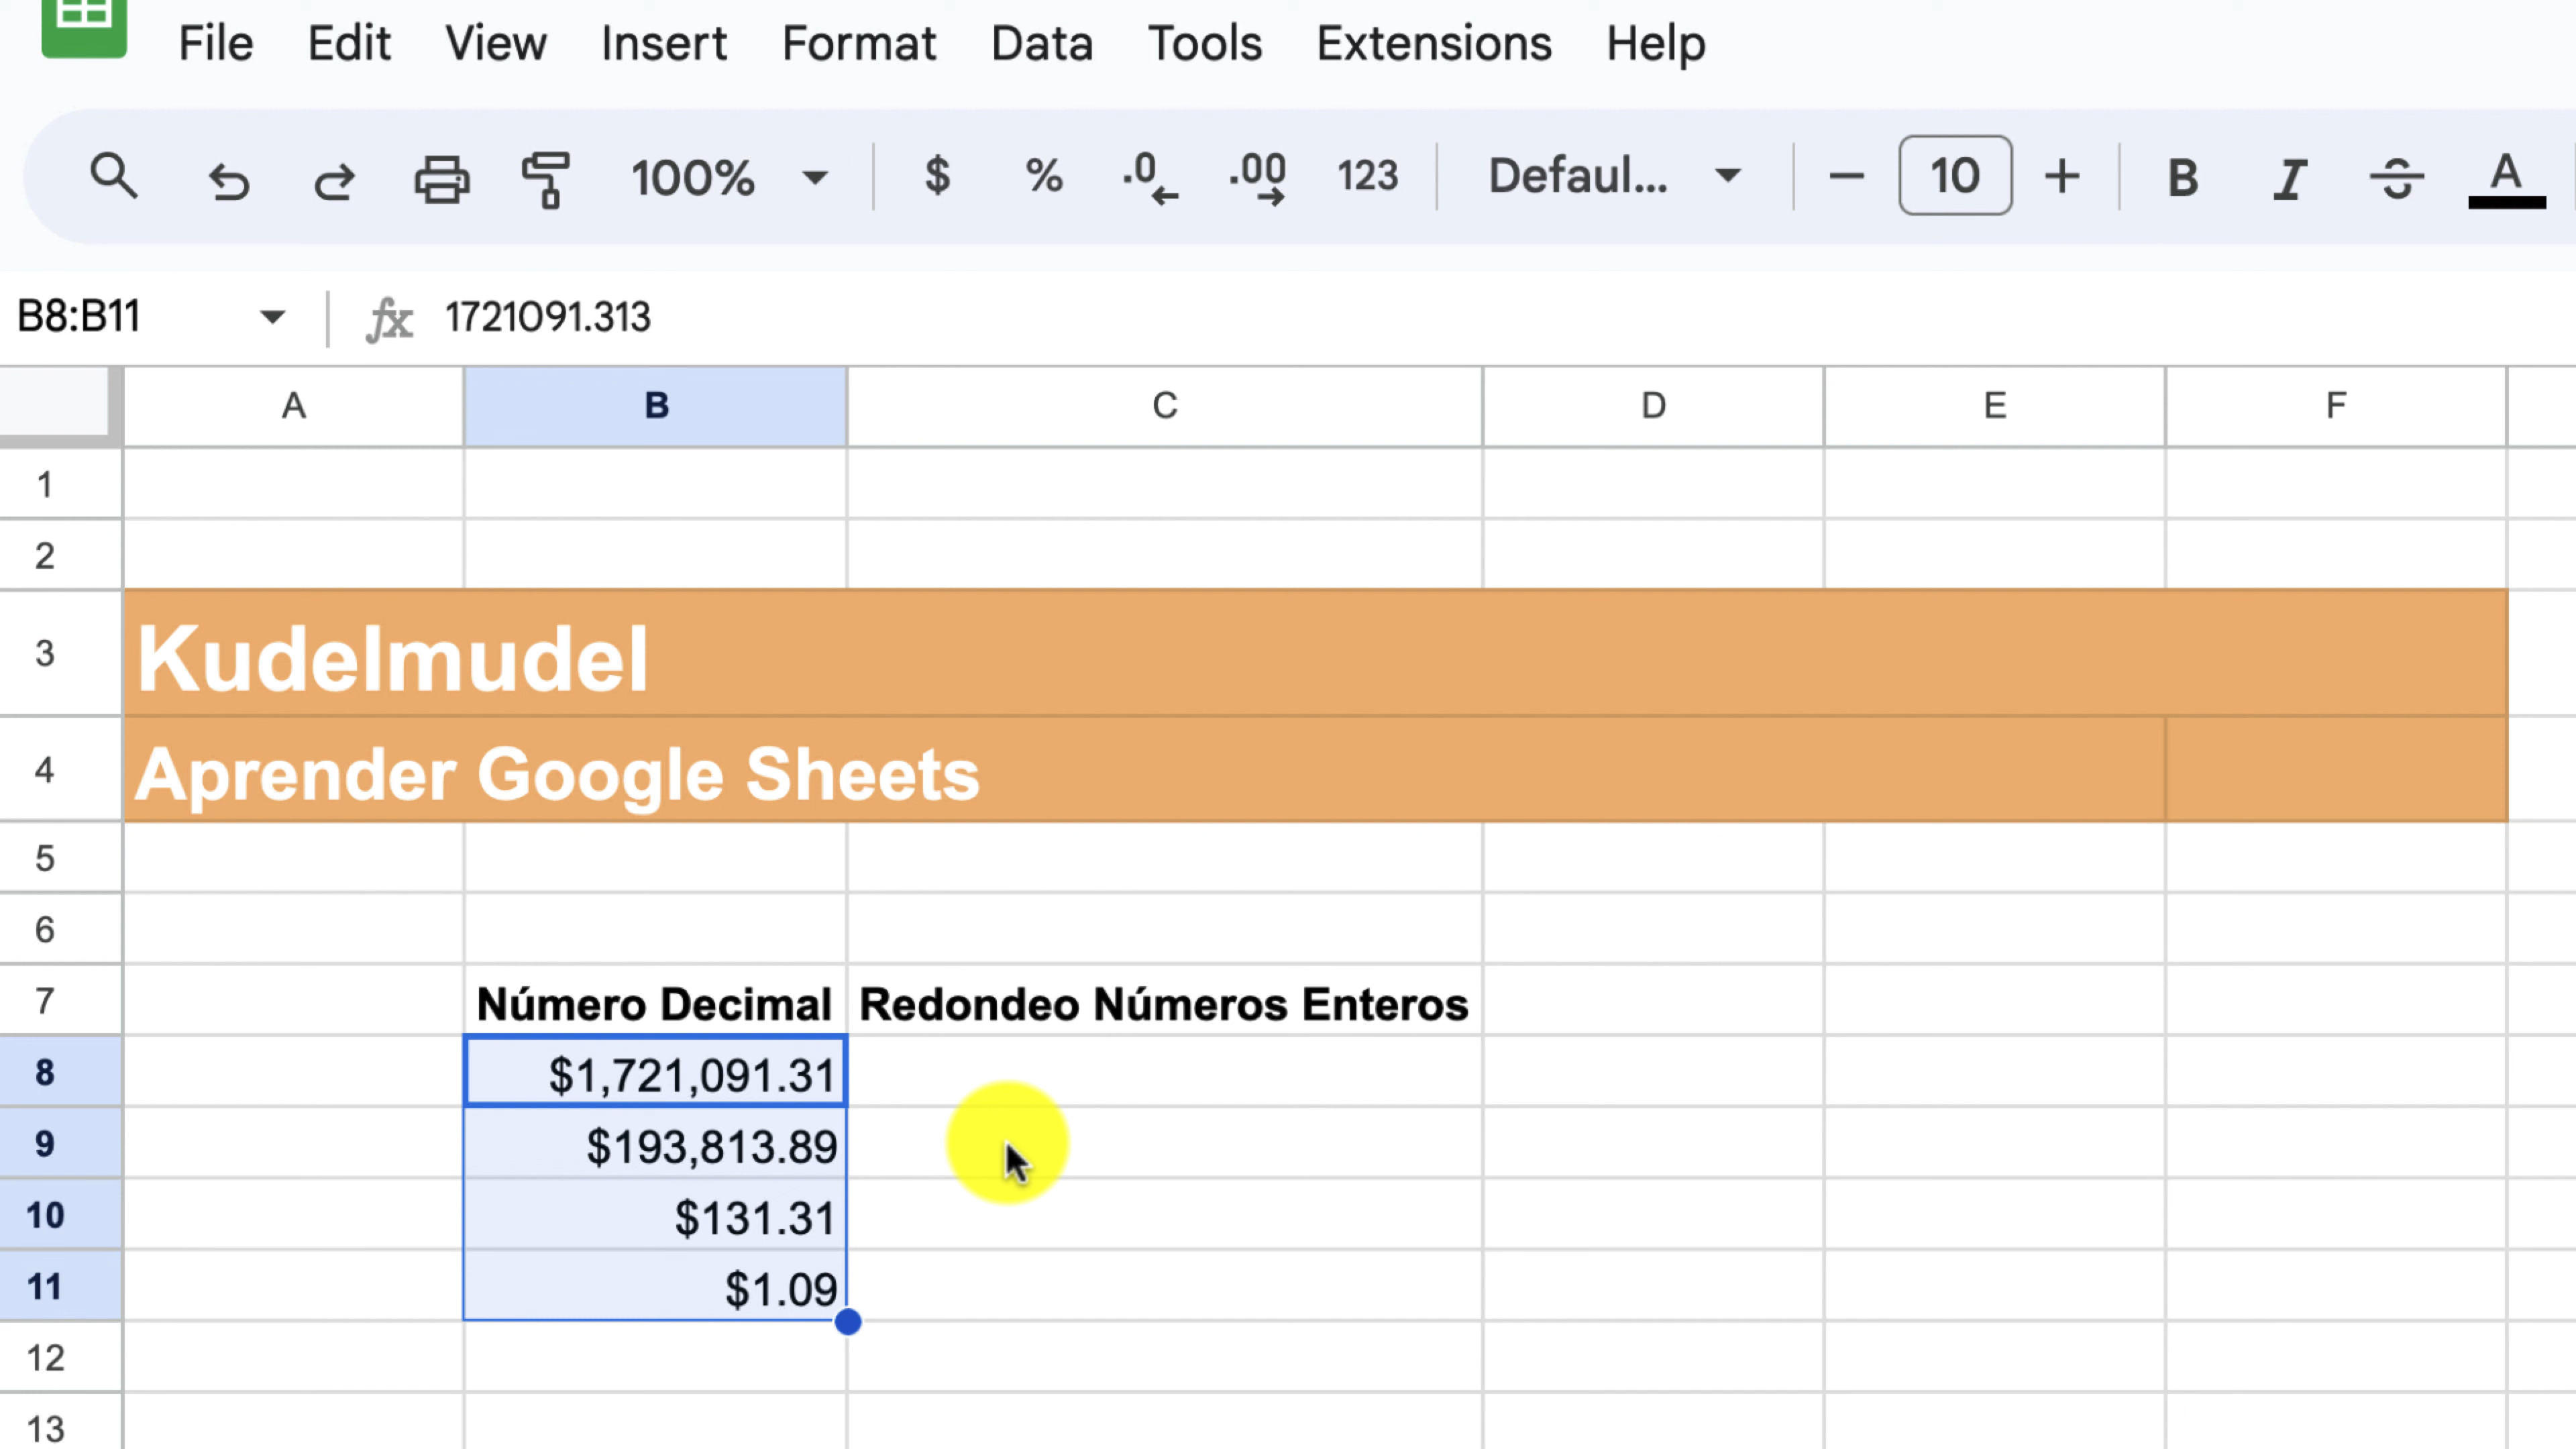 File Edit View Insert Format Data Tools Extensions Help
100% $ % .0 .00 123 Defaul... − 10 + B I S A
B8:B11 fx 1721091.313
A B C D E F
1
2
3 Kudelmudel
4 Aprender Google Sheets
5
6
7 Número Decimal Redondeo Números Enteros
8 $1,721,091.31
9 $193,813.89
10 $131.31
11 $1.09
12
13